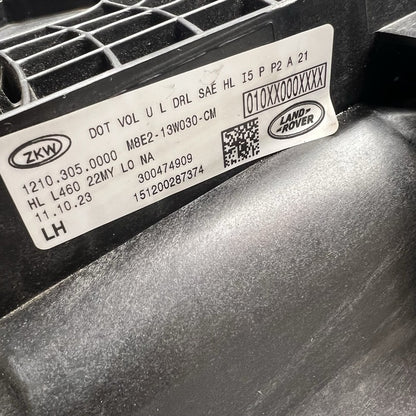 DOT VOL U L DRL SAE HL I5 P P2 A 21
ZKW
1210.305.0000 M8E2-13W030-CM
010XX000XXXX
HL L460 22MY LO NA
11.10.23
300474909
151200287374
LH
LAND
ROVER